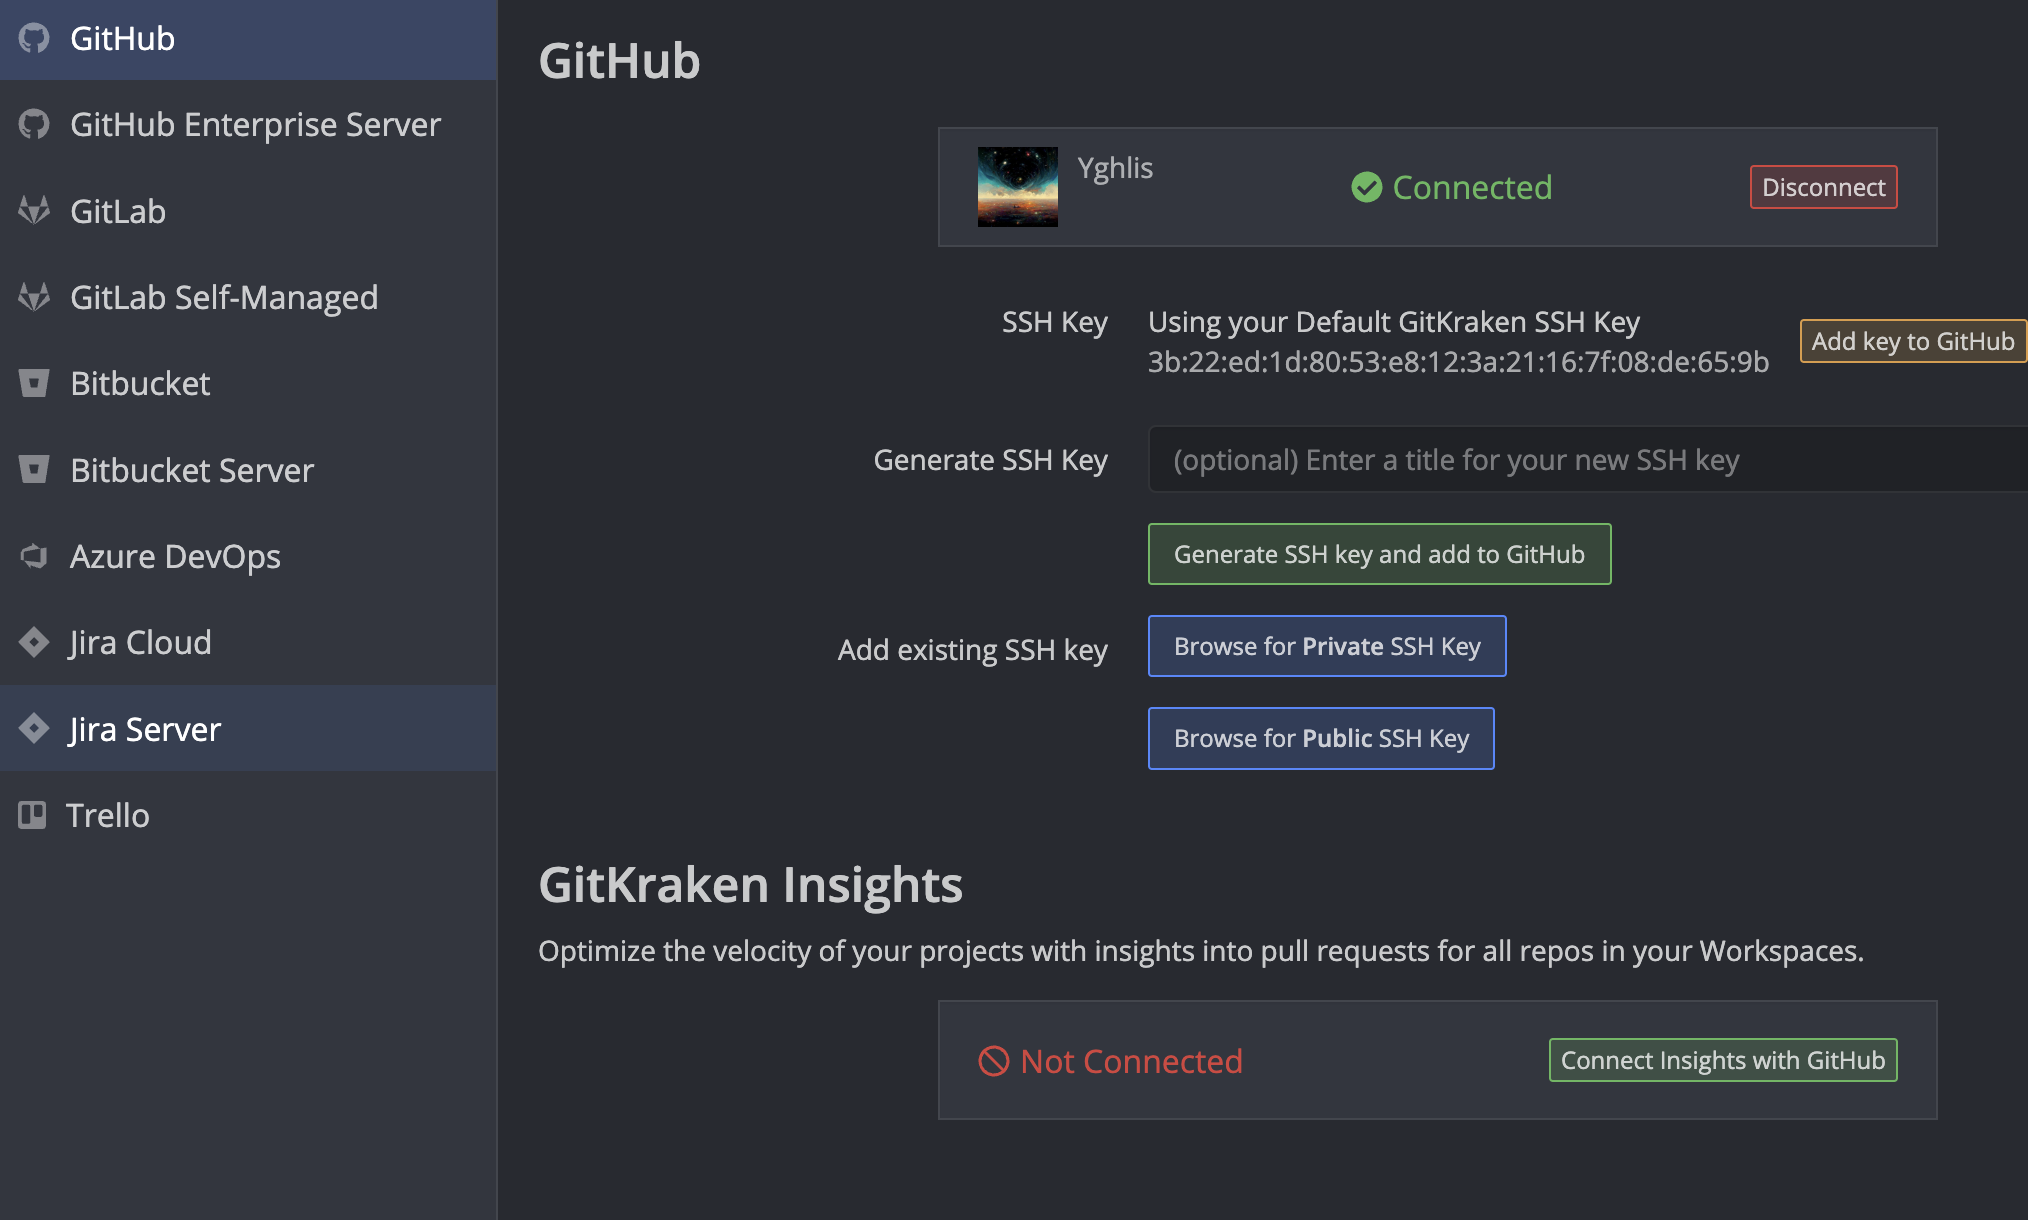 GitHub
GitHub Enterprise Server
GitLab
GitLab Self-Managed
Bitbucket
Bitbucket Server
Azure DevOps
Jira Cloud
Jira Server
Trello
GitHub
Yghlis
Connected
Disconnect
SSH Key
Using your Default GitKraken SSH Key
3b:22:ed:1d:80:53:e8:12:3a:21:16:7f:08:de:65:9b
Add key to GitHub
Generate SSH Key
(optional) Enter a title for your new SSH key
Generate SSH key and add to GitHub
Add existing SSH key
Browse for Private SSH Key
Browse for Public SSH Key
GitKraken Insights
Optimize the velocity of your projects with insights into pull requests for all repos in your Workspaces.
Not Connected
Connect Insights with GitHub